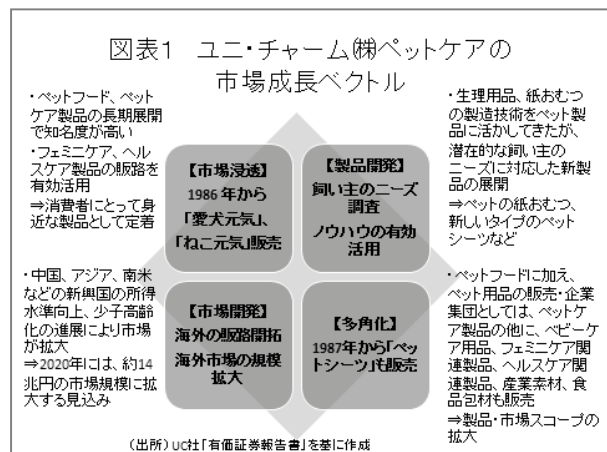 図表1　ユニ・チャーム㈱ペットケアの
市場成長ベクトル
・ペットフード、ペット
ケア製品の長期展開
で知名度が高い
・フェミニケア、ヘル
スケア製品の販路を
有効活用
⇒消費者にとって身
近な製品として定着
【市場浸透】
1986年から
「愛犬元気」、
「ねこ元気」販売
【製品開発】
飼い主のニーズ
調査
ノウハウの有効
活用
・生理用品、紙おむつ
の製造技術をペット製
品に活かしてきたが、
潜在的な飼い主の
ニーズに対応した新製
品の展開
⇒ペットの紙おむつ、
新しいタイプのペット
シーツなど
・中国、アジア、南米
などの新興国の所得
水準向上、少子高齢
化の進展により市場
が拡大
⇒2020年には、約14
兆円の市場規模に拡
大する見込み
【市場開発】
海外の販路開拓
海外市場の規模
拡大
【多角化】
1987年から「ペッ
トシーツ」も販売
・ペットフードに加え、
ペット用品の販売・企業
集団としては、ペットケ
ア製品の他に、ベビーケ
ア用品、フェミニケア関
連製品、ヘルスケア関
連製品、産業素材、食
品包材も販売
⇒製品・市場スコープの
拡大
（出所）UC社「有価証券報告書」を基に作成